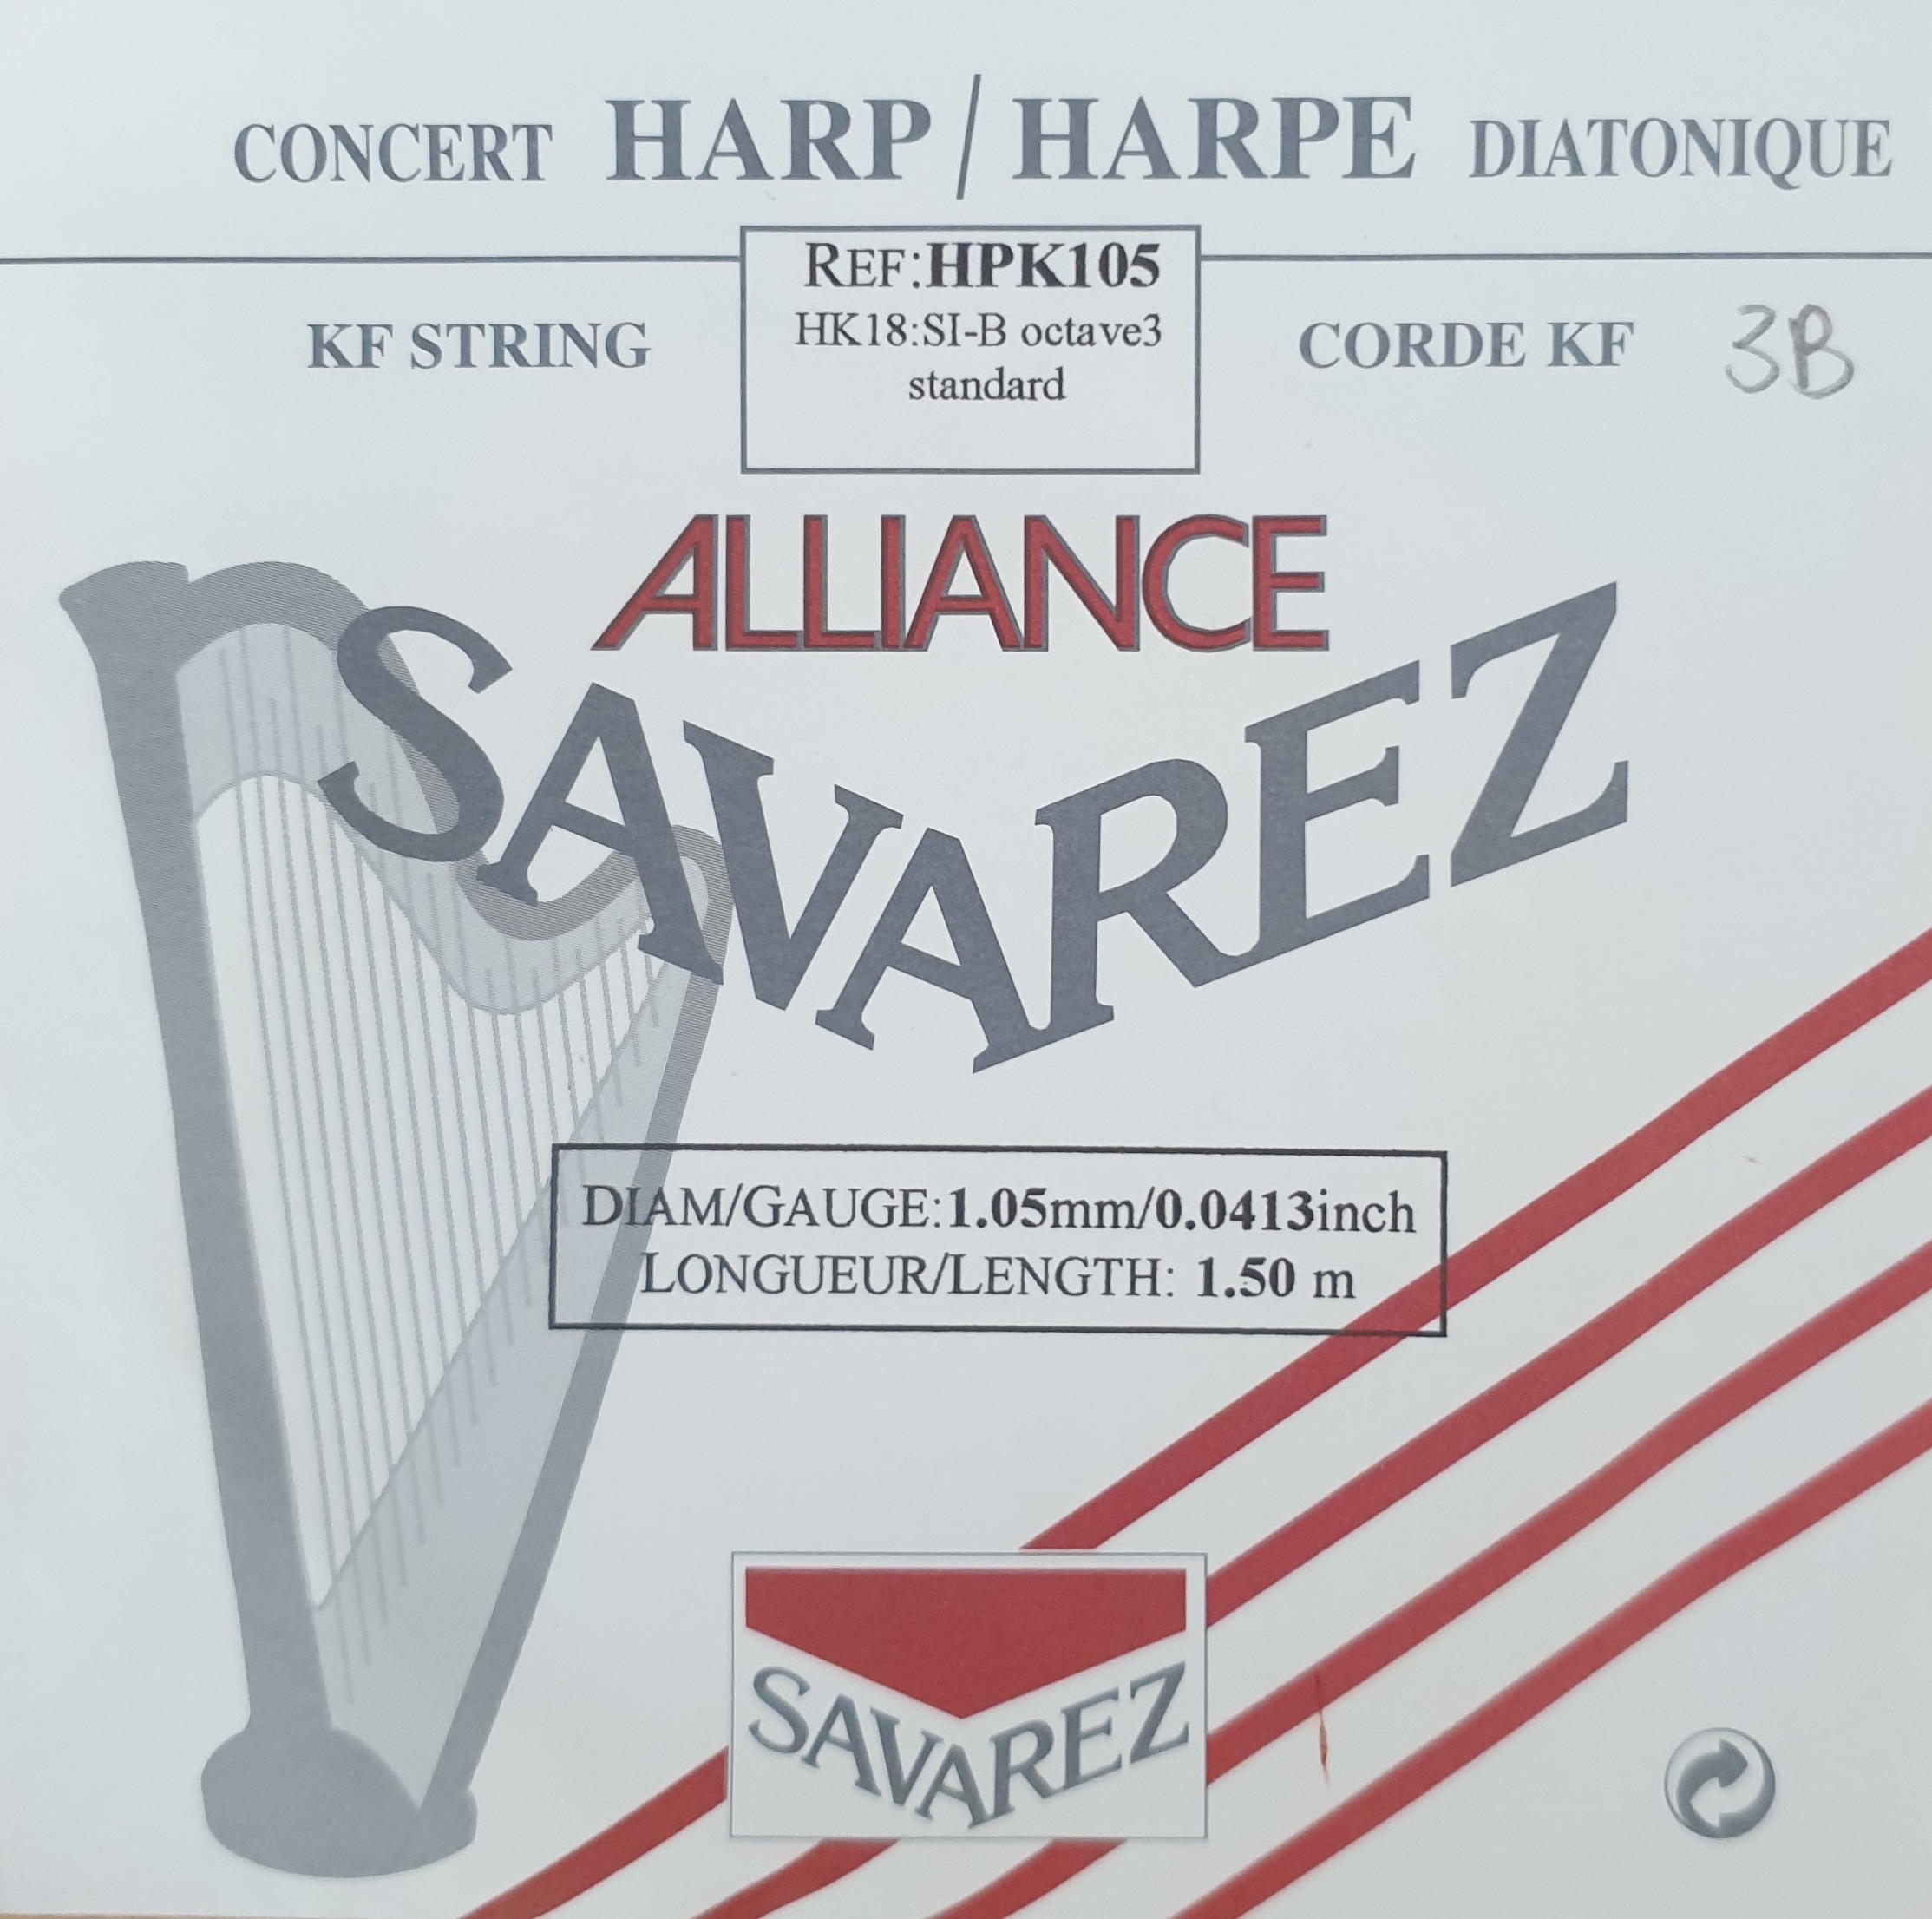 CONCERT HARP/HARPE DIATONIQUE
REF:HPK105
HK18:SI-B octave3
standard
KF STRING
CORDE KF
3B
ALLIANCE
SAVAREZ
DIAM/GAUGE:1.05mm/0.0413inch
LONGUEUR/LENGTH: 1.50 m
SAVAREZ